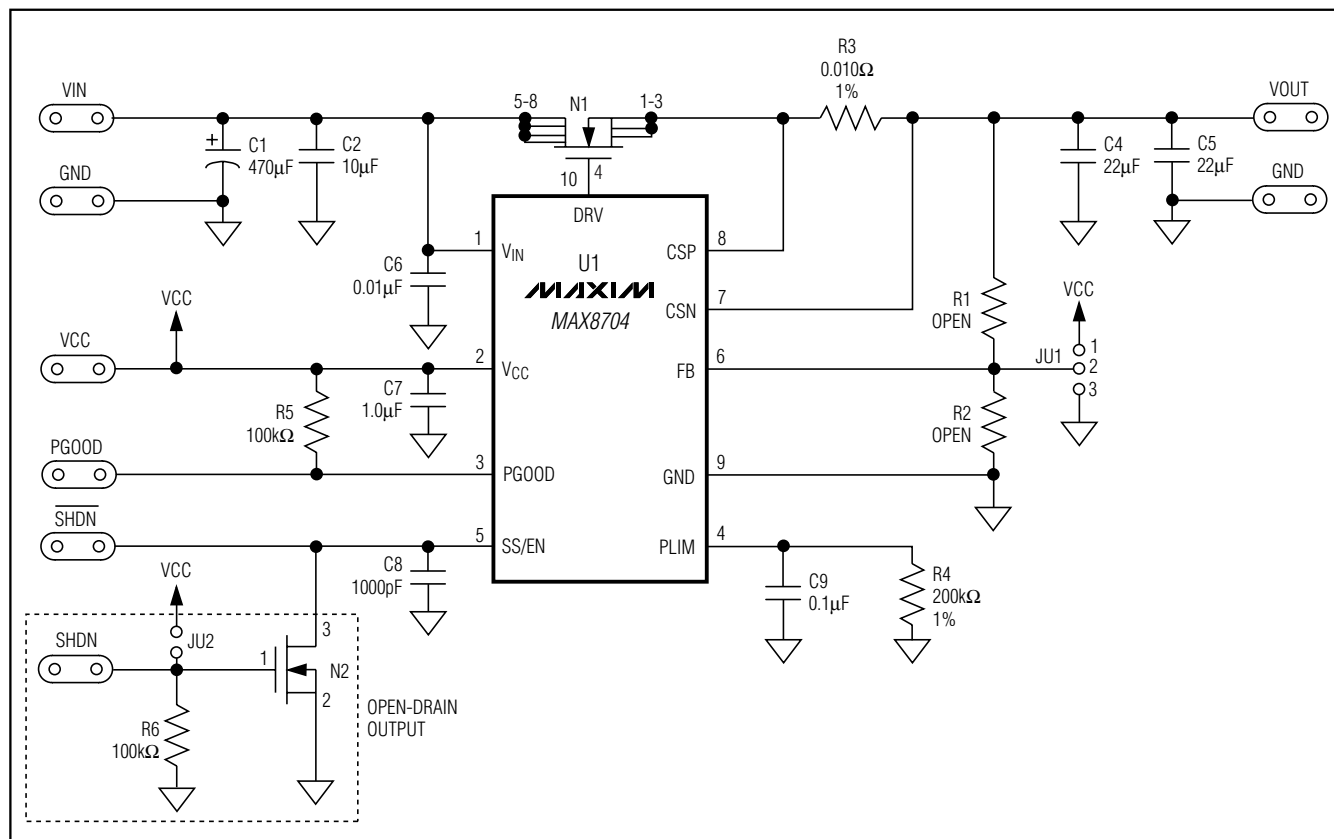 VIN
GND
+
C1
470µF
C2
10µF
5-8
N1
1-3
10
4
R3
0.010Ω
1%
C4
22µF
C5
22µF
VOUT
GND
DRV
1
VIN
U1
MAXIM
MAX8704
CSP
8
CSN
7
C6
0.01µF
VCC
VCC
2
VCC
C7
1.0µF
R5
100kΩ
FB
6
R1
OPEN
VCC
JU1
1
2
3
R2
OPEN
PGOOD
3
PGOOD
GND
9
SHDN
5
SS/EN
C8
1000pF
PLIM
4
C9
0.1µF
R4
200kΩ
1%
VCC
JU2
SHDN
1
3
N2
2
R6
100kΩ
OPEN-DRAIN
OUTPUT